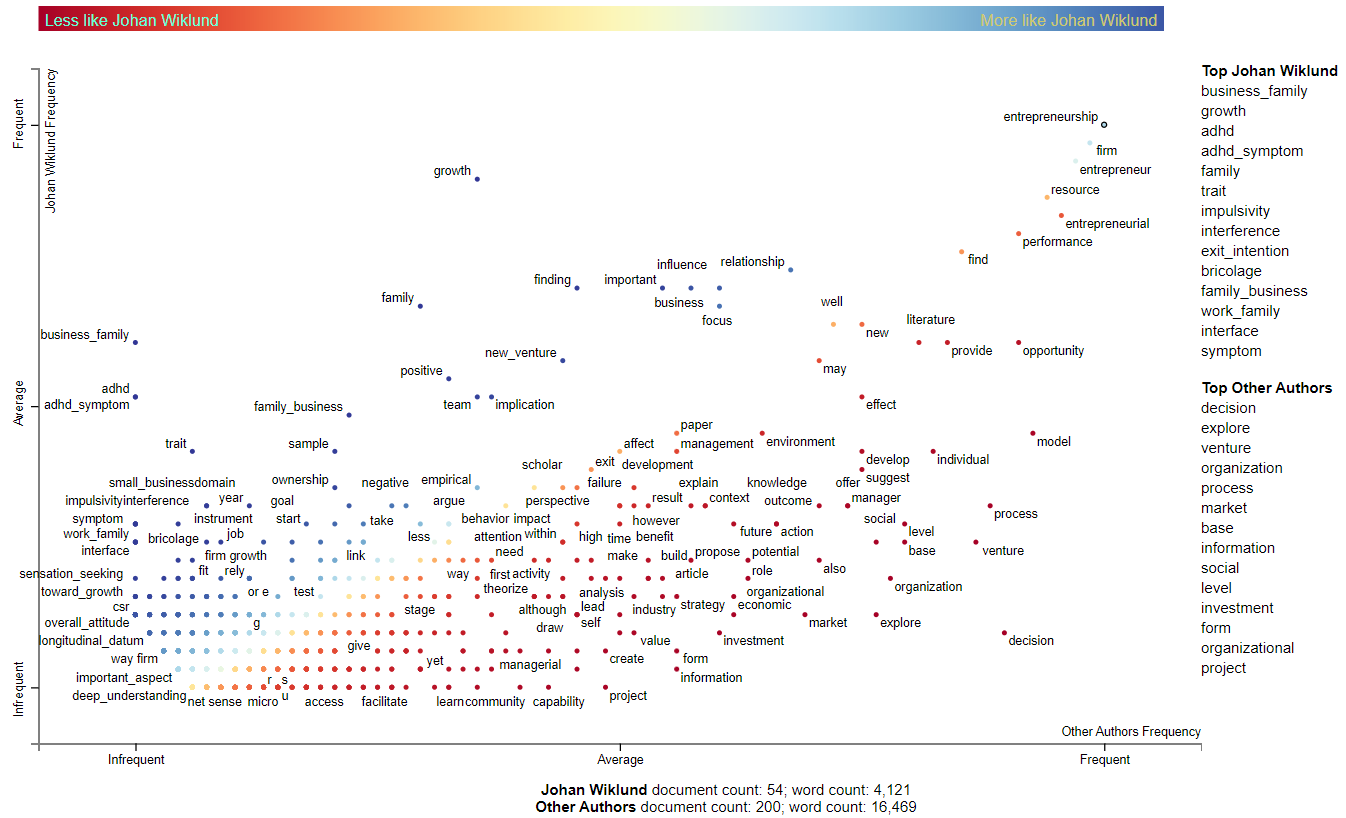 Less like Johan Wiklund
More like Johan Wiklund
Frequent
Average
Infrequent
Johan Wiklund Frequency
entrepreneurship
firm
entrepreneur
growth
resource
entrepreneurial
performance
find
influence
relationship
finding
important
family
business
focus
well
new
literature
business_family
new_venture
provide
opportunity
positive
may
adhd
adhd_symptom
family_business
team
implication
effect
paper
trait
sample
affect
management
environment
model
scholar
exit
development
develop
individual
small_business
domain
ownership
negative
empirical
failure
explain
knowledge
offer
suggest
impulsivity
interference
year
goal
argue
perspective
result
context
outcome
manager
symptom
instrument
start
take
behavior
impact
however
social
process
work_family
bricolage
job
less
attention
within
high
time
benefit
future
action
level
interface
firm growth
link
need
make
build
propose
potential
base
venture
sensation_seeking
fit
rely
way
first
activity
article
role
also
organization
toward_growth
or e
test
theorize
analysis
organizational
csr
stage
although
lead
industry
strategy
economic
overall_attitude
g
draw
self
market
explore
longitudinal_datum
give
value
investment
decision
way firm
yet
managerial
create
form
important_aspect
r
s
information
deep_understanding
net
sense
micro
u
access
facilitate
learn
community
capability
project
Other Authors Frequency
Infrequent
Average
Frequent
Top Johan Wiklund
business_family
growth
adhd
adhd_symptom
family
trait
impulsivity
interference
exit_intention
bricolage
family_business
work_family
interface
symptom
Top Other Authors
decision
explore
venture
organization
process
market
base
information
social
level
investment
form
organizational
project
Johan Wiklund document count: 54; word count: 4,121
Other Authors document count: 200; word count: 16,469